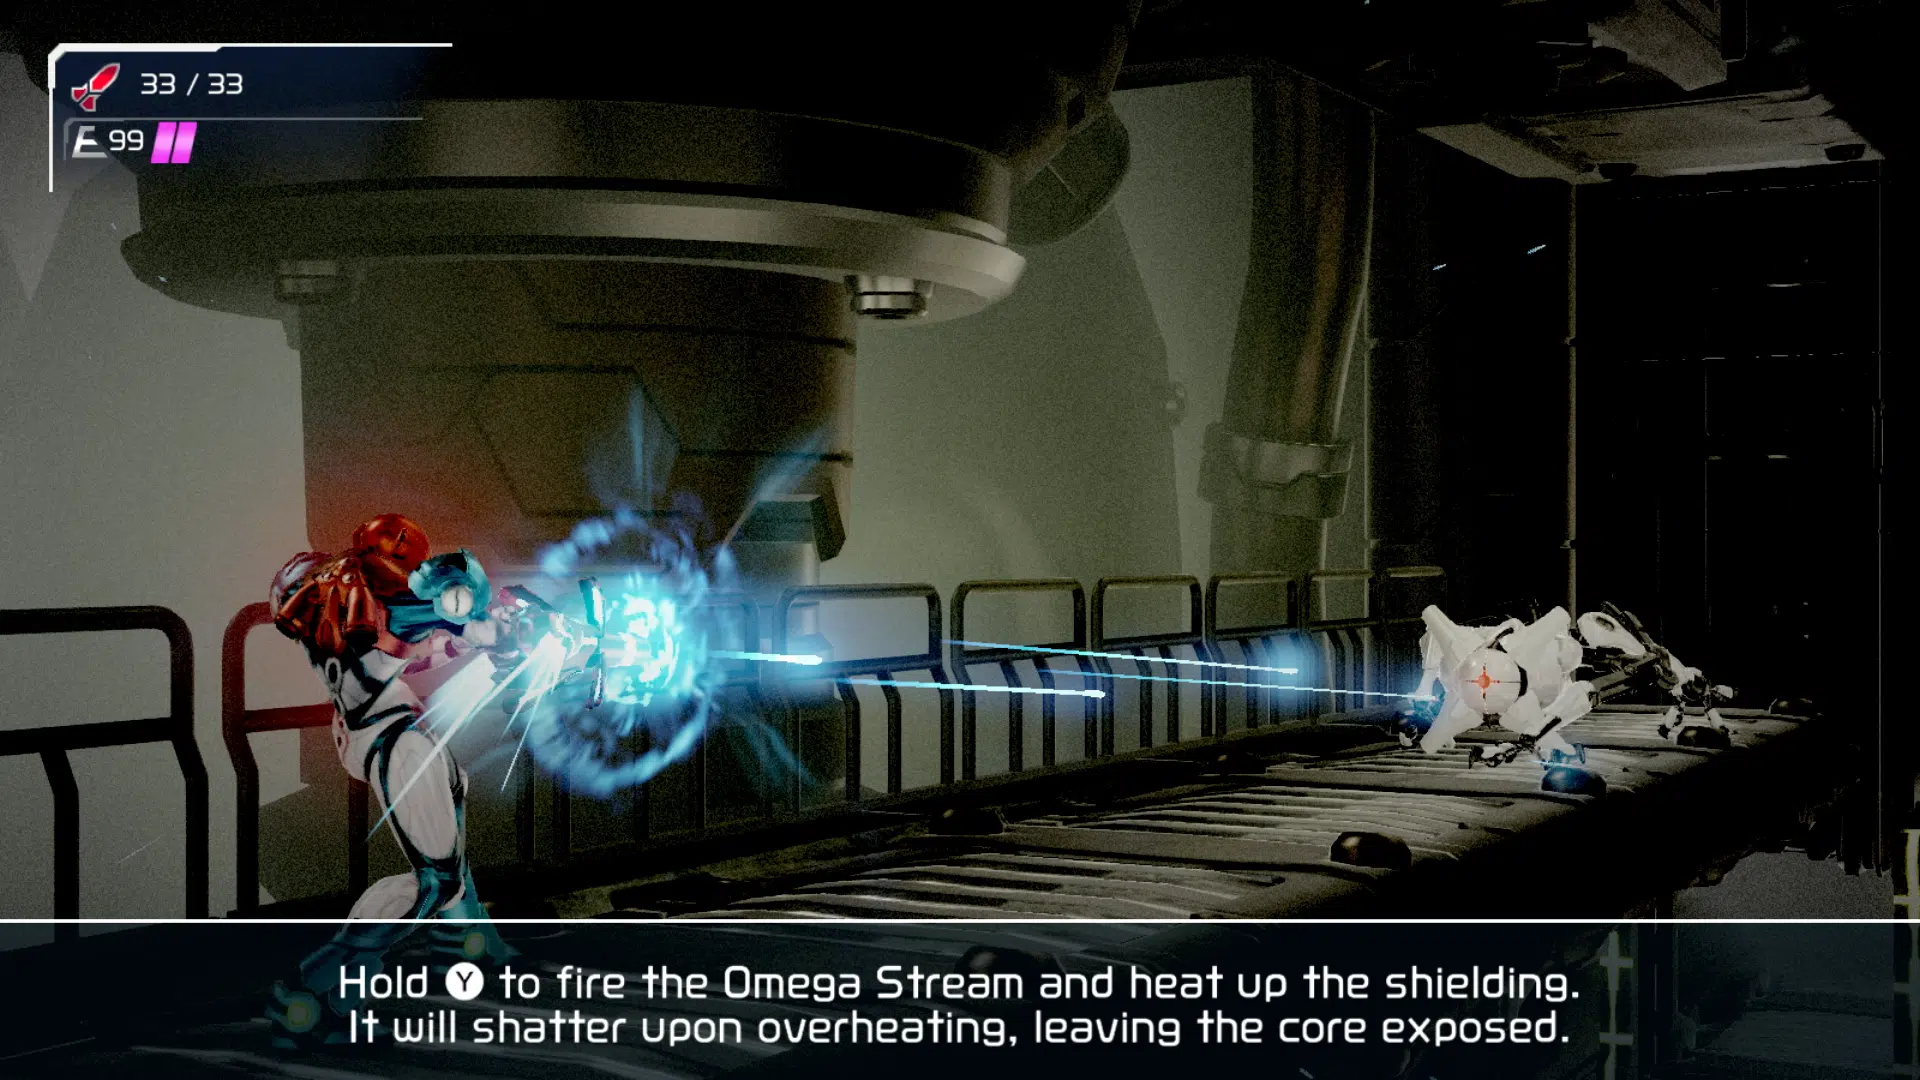 33 / 33
E 99
Hold Y to fire the Omega Stream and heat up the shielding.
It will shatter upon overheating, leaving the core exposed.